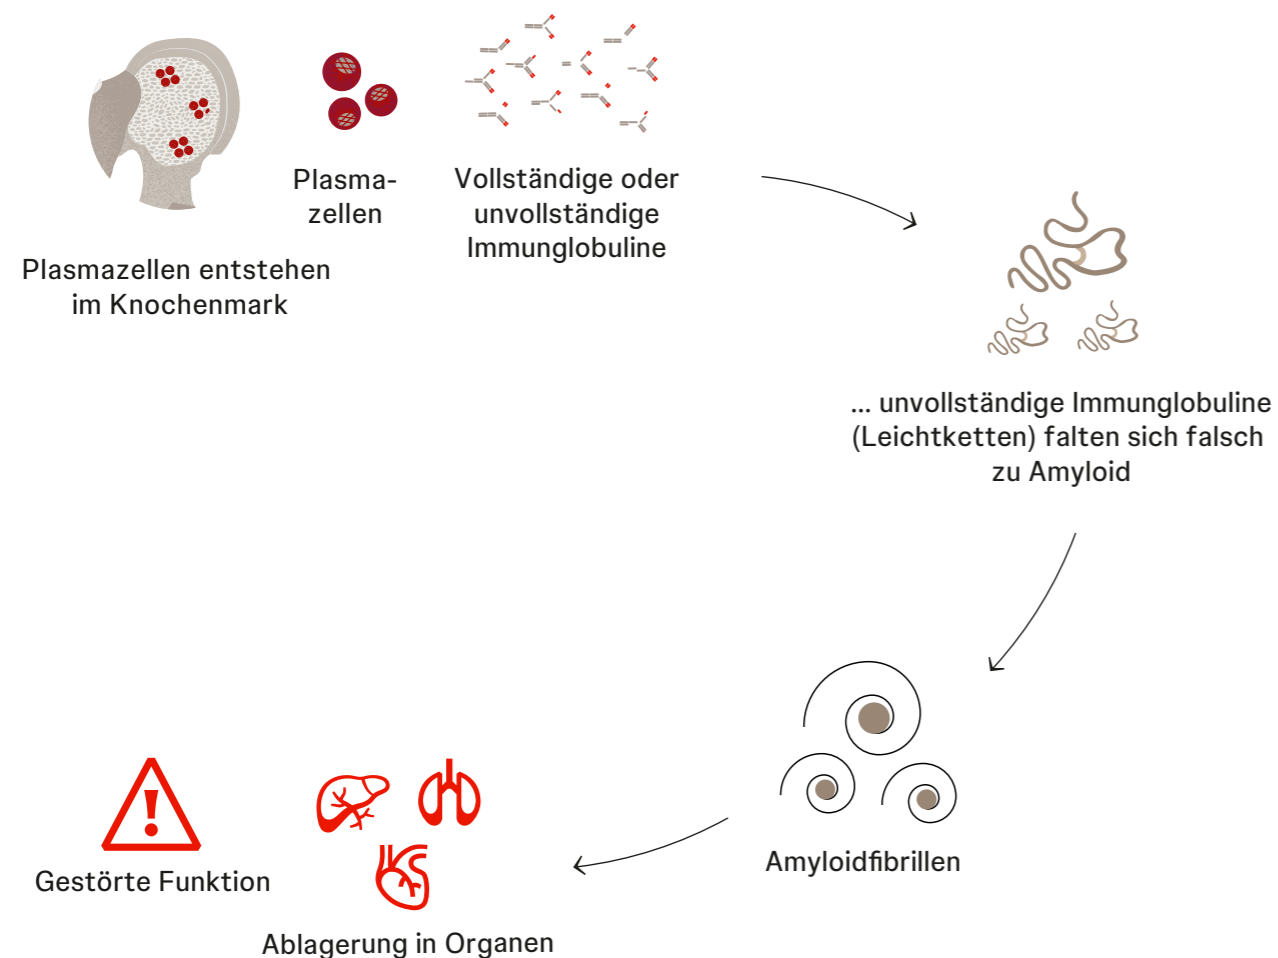 Plasmazellen entstehen
im Knochenmark
Plasma-
zellen
Vollständige oder
unvollständige
Immunglobuline
... unvollständige Immunglobuline
(Leichtketten) falten sich falsch
zu Amyloid
Amyloidfibrillen
Ablagerung in Organen
Gestörte Funktion